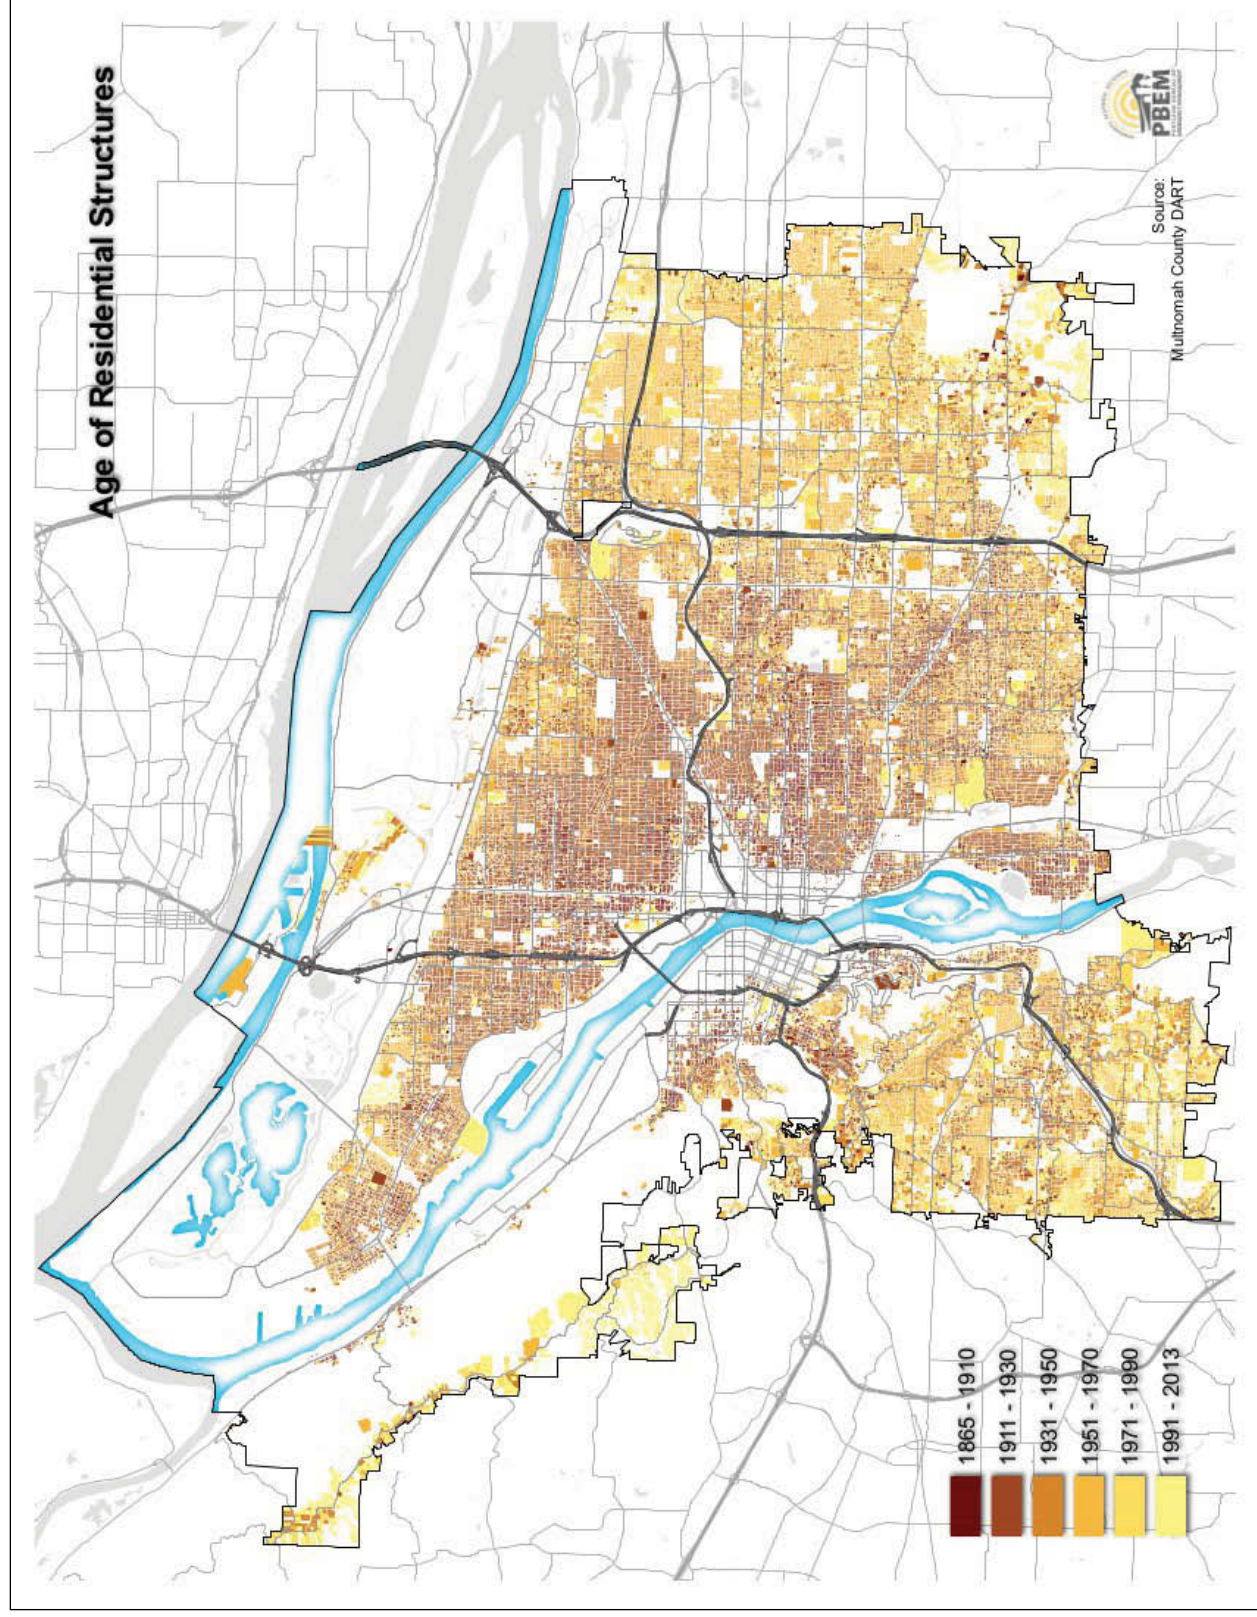 Age of Residential Structures
PBEM
Source:
Multnomah County DART
1865 - 1910
1911 - 1930
1931 - 1950
1951 - 1970
1971 - 1990
1991 - 2013